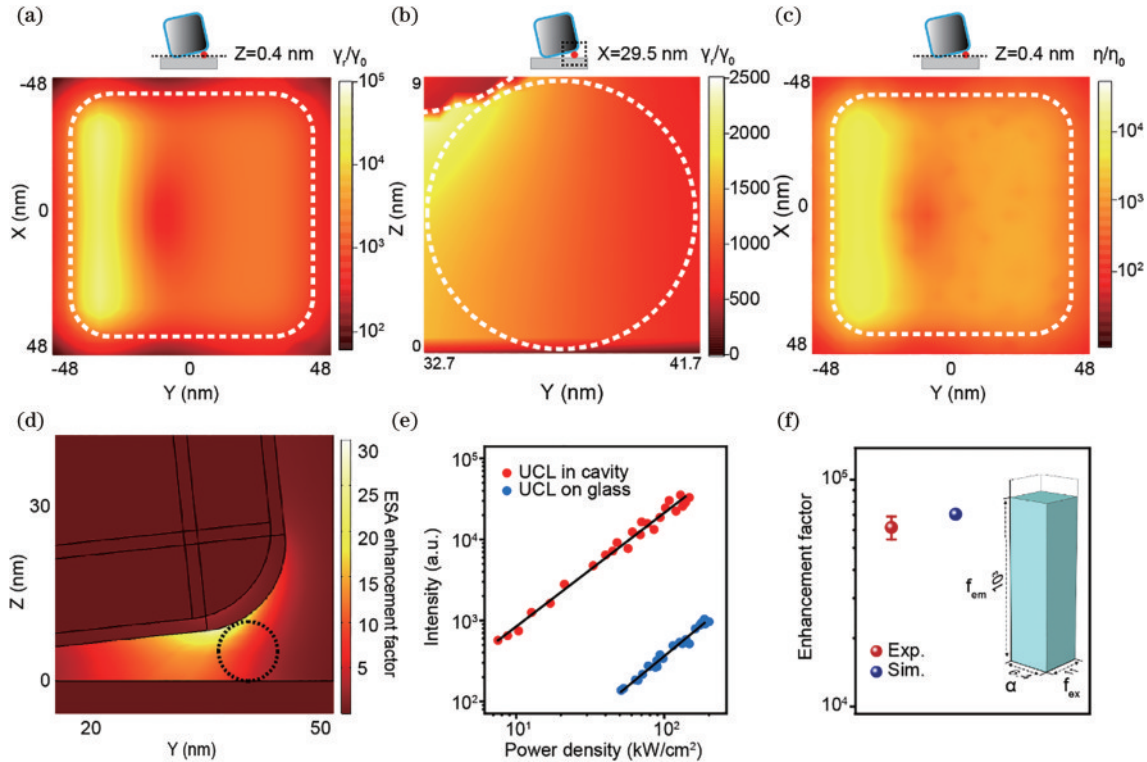 (a)
Z=0.4 nm
γr/γ0
-48
0
48
X (nm)
-48
0
48
Y (nm)
10⁵
10⁴
10³
10²
(b)
X=29.5 nm
γr/γ0
9
0
Z (nm)
32.7
41.7
Y (nm)
2500
2000
1500
1000
500
0
(c)
Z=0.4 nm
η/η0
-48
0
48
X (nm)
-48
0
48
Y (nm)
10⁴
10³
10²
(d)
30
0
Z (nm)
20
50
Y (nm)
30
25
20
15
10
5
ESA enhancement factor
(e)
UCL in cavity
UCL on glass
10⁵
10⁴
10³
10²
Intensity (a.u.)
10¹
10²
Power density (kW/cm²)
(f)
10⁵
10⁴
Enhancement factor
Exp.
Sim.
fem
10³
α
fex